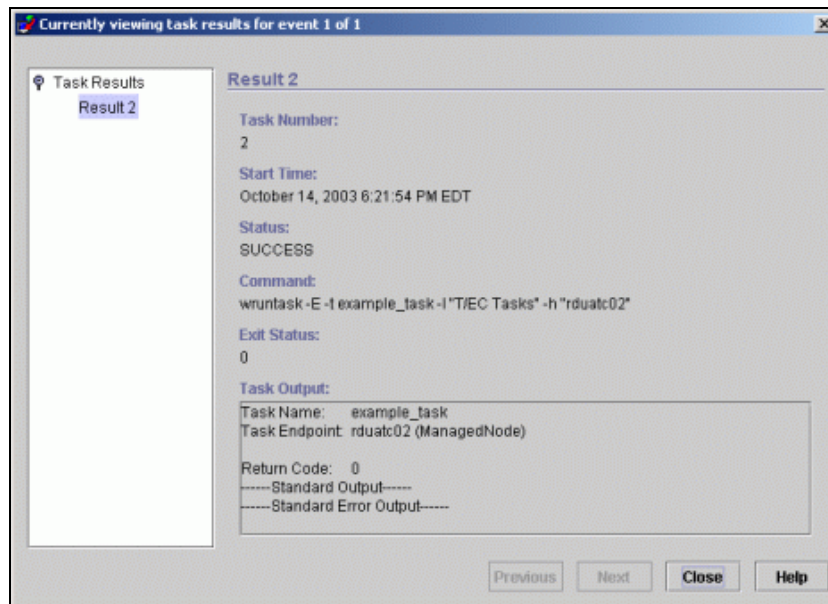 Currently viewing task results for event 1 of 1
Task Results
Result 2
Result 2
Task Number:
2
Start Time:
October 14, 2003 6:21:54 PM EDT
Status:
SUCCESS
Command:
wruntask -E -t example_task -l "T/EC Tasks" -h "rduatc02"
Exit Status:
0
Task Output:
Task Name: example_task
Task Endpoint: rduatc02 (ManagedNode)
Return Code: 0
------Standard Output------
------Standard Error Output------
Previous Next Close Help